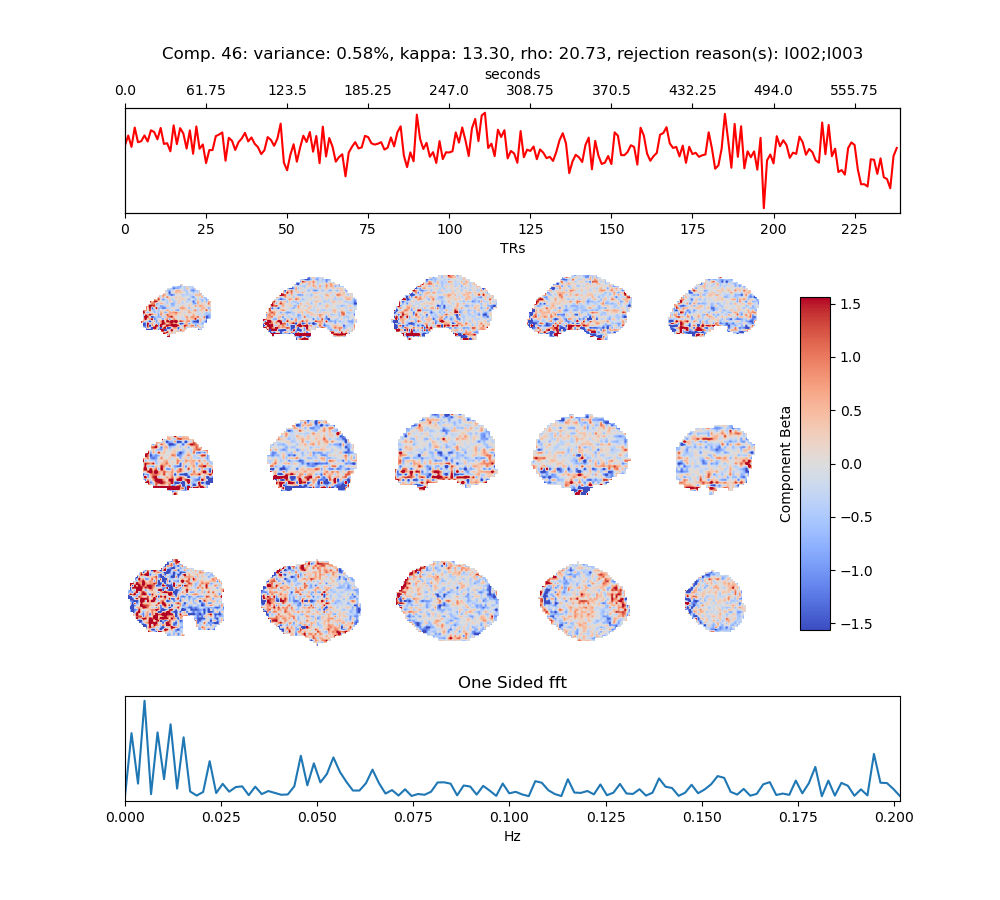 Comp. 46: variance: 0.58%, kappa: 13.30, rho: 20.73, rejection reason(s): I002;I003
seconds
0.0 61.75 123.5 185.25 247.0 308.75 370.5 432.25 494.0 555.75
0 25 50 75 100 125 150 175 200 225
TRs
1.5
1.0
0.5
0.0
−0.5
−1.0
−1.5
Component Beta
One Sided fft
0.000 0.025 0.050 0.075 0.100 0.125 0.150 0.175 0.200
Hz